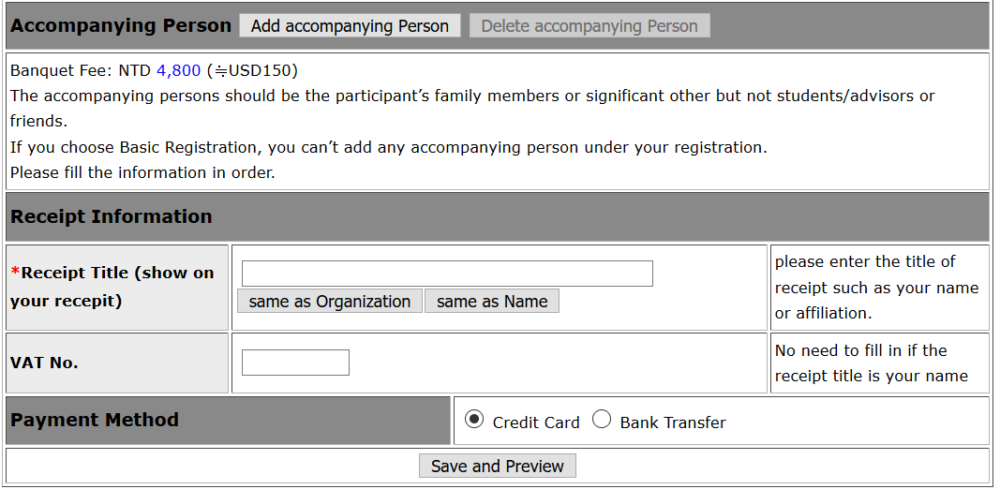 Accompanying Person Add accompanying Person Delete accompanying Person
Banquet Fee: NTD 4,800 (≒USD150)
The accompanying persons should be the participant’s family members or significant other but not students/advisors or
friends.
If you choose Basic Registration, you can’t add any accompanying person under your registration.
Please fill the information in order.
Receipt Information
*Receipt Title (show on
your recepit)
same as Organization same as Name
please enter the title of
receipt such as your name
or affiliation.
VAT No.
No need to fill in if the
receipt title is your name
Payment Method Credit Card Bank Transfer
Save and Preview